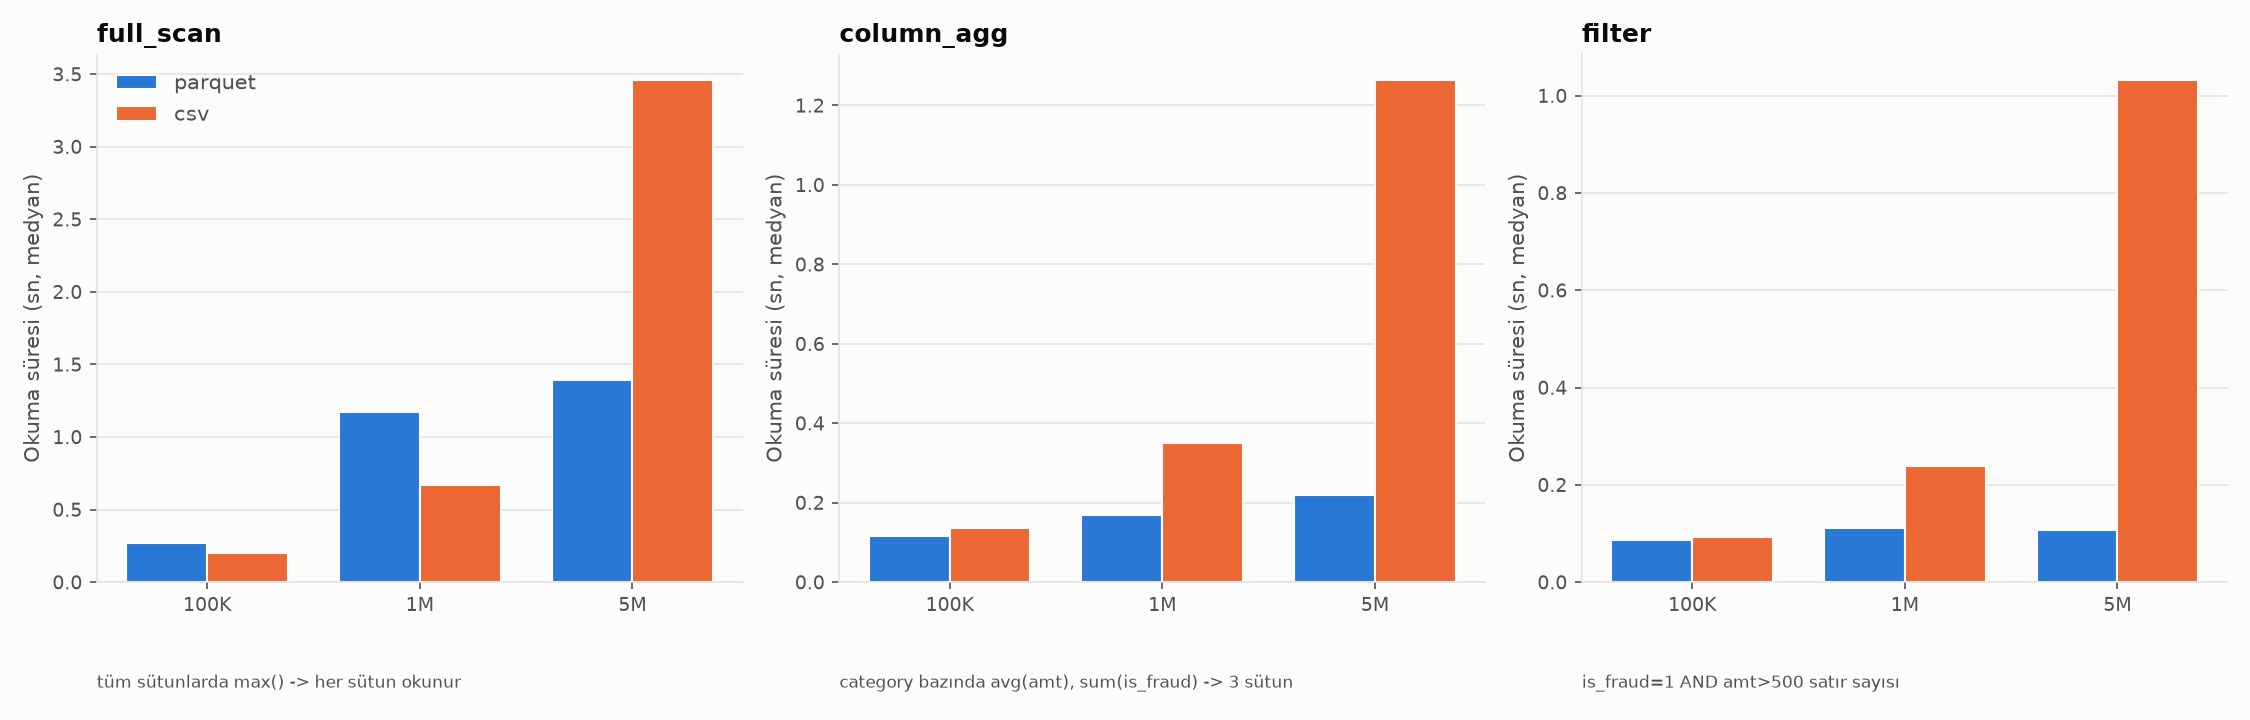 full_scan
Okuma süresi (sn, medyan)
3.5
3.0
2.5
2.0
1.5
1.0
0.5
0.0
parquet
csv
100K
1M
5M
tüm sütunlarda max() -> her sütun okunur
column_agg
Okuma süresi (sn, medyan)
1.2
1.0
0.8
0.6
0.4
0.2
0.0
100K
1M
5M
category bazında avg(amt), sum(is_fraud) -> 3 sütun
filter
Okuma süresi (sn, medyan)
1.0
0.8
0.6
0.4
0.2
0.0
100K
1M
5M
is_fraud=1 AND amt>500 satır sayısı